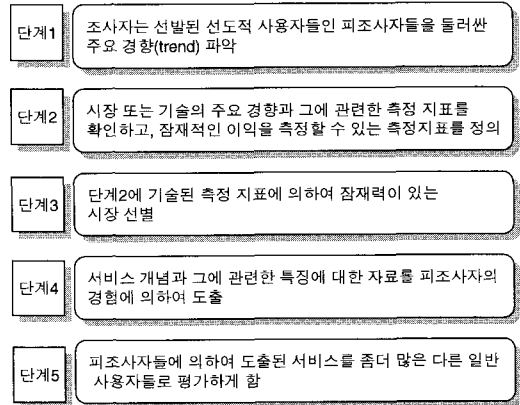 단계1
조사자는 선발된 선도적 사용자들인 피조사자들을 둘러싼
주요 경향(trend) 파악
단계2
시장 또는 기술의 주요 경향과 그에 관련한 측정 지표를
확인하고, 잠재적인 이익을 측정할 수 있는 측정지표를 정의
단계3
단계2에 기술된 측정 지표에 의하여 잠재력이 있는
시장 선별
단계4
서비스 개념과 그에 관련한 특징에 대한 자료를 피조사자의
경험에 의하여 도출
단계5
피조사자들에 의하여 도출된 서비스를 좀더 많은 다른 일반
사용자들로 평가하게 함